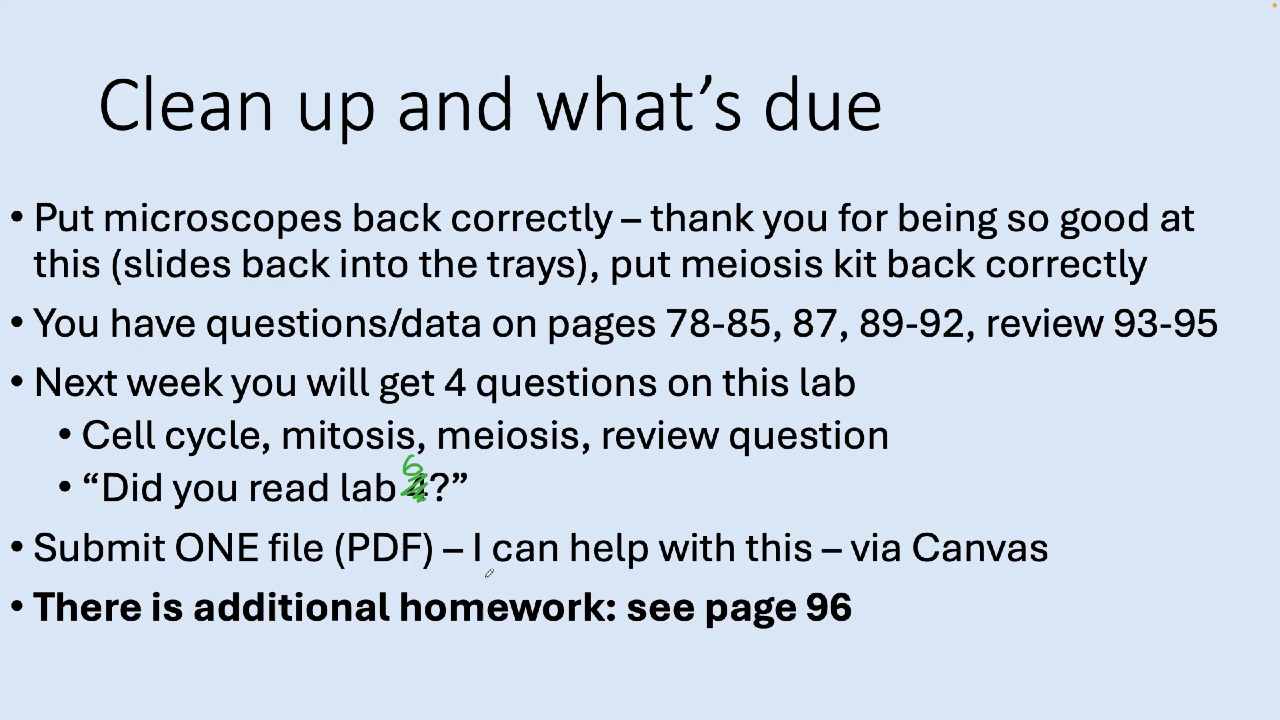 Clean up and what's due
• Put microscopes back correctly – thank you for being so good at
this (slides back into the trays), put meiosis kit back correctly
• You have questions/data on pages 78-85, 87, 89-92, review 93-95
• Next week you will get 4 questions on this lab
• Cell cycle, mitosis, meiosis, review question
6
• “Did you read lab 4?”
• Submit ONE file (PDF) – I can help with this – via Canvas
• There is additional homework: see page 96